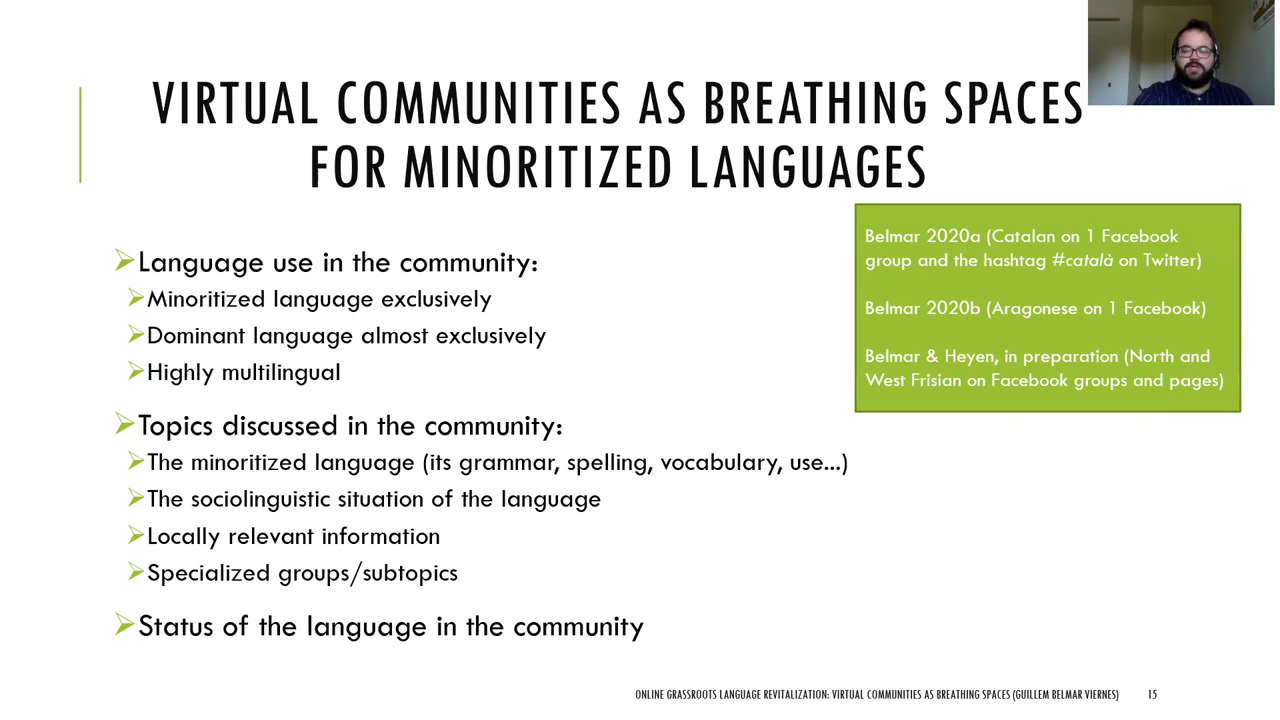 VIRTUAL COMMUNITIES AS BREATHING SPACES
FOR MINORITIZED LANGUAGES
Language use in the community:
Minoritized language exclusively
Dominant language almost exclusively
Highly multilingual
Topics discussed in the community:
The minoritized language (its grammar, spelling, vocabulary, use...)
The sociolinguistic situation of the language
Locally relevant information
Specialized groups/subtopics
Status of the language in the community
Belmar 2020a (Catalan on 1 Facebook
group and the hashtag #català on Twitter)
Belmar 2020b (Aragonese on 1 Facebook)
Belmar & Heyen, in preparation (North and
West Frisian on Facebook groups and pages)
ONLINE GRASSROOTS LANGUAGE REVITALIZATION: VIRTUAL COMMUNITIES AS BREATHING SPACES (GUILLEM BELMAR VIERNES) 15